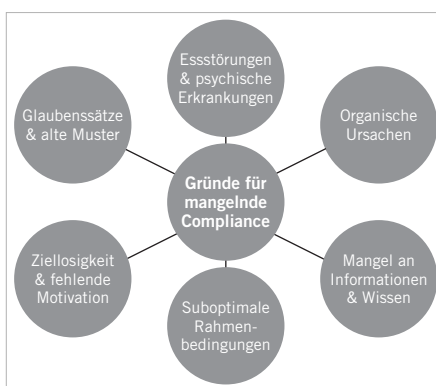 Essstörungen
& psychische
Erkrankungen
Glaubenssätze
& alte Muster
Organische
Ursachen
Gründe für
mangelnde
Compliance
Ziellosigkeit
& fehlende
Motivation
Mangel an
Informationen
& Wissen
Suboptimale
Rahmen-
bedingungen